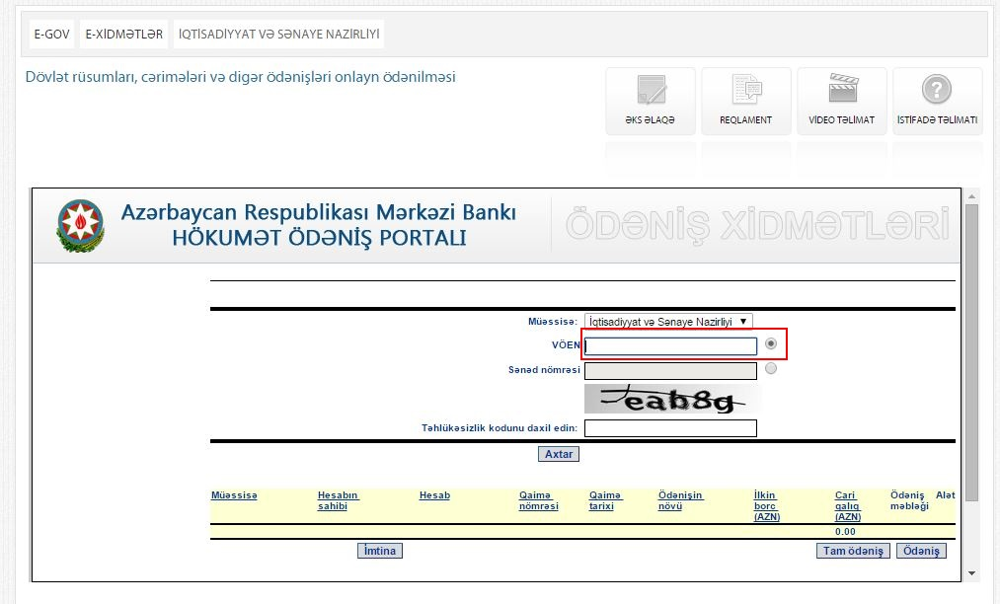 E-GOV E-XİDMƏTLƏR İQTİSADİYYAT VƏ SƏNAYE NAZİRLİYİ
Dövlət rüsumları, cərimələri və digər ödənişləri onlayn ödənilməsi
ƏKS ƏLAQƏ REQLAMENT VİDEO TƏLİMAT İSTİFADƏ TƏLİMATI
Azərbaycan Respublikası Mərkəzi Bankı
HÖKUMƏT ÖDƏNİŞ PORTALI
ÖDƏNİŞ XİDMƏTLƏRİ
Müəssisə: İqtisadiyyat və Sənaye Nazirliyi
VÖEN
Sənəd nömrəsi
eab8g
Təhlükəsizlik kodunu daxil edin:
Axtar
Müəssisə Hesabın Hesab Qaimə Qaimə Ödənişin İlkin Cari Ödəniş Alət
sahibi nömrəsi tarixi növü borc qalıq məbləği
(AZN) (AZN)
0.00
İmtina Tam ödəniş Ödəniş